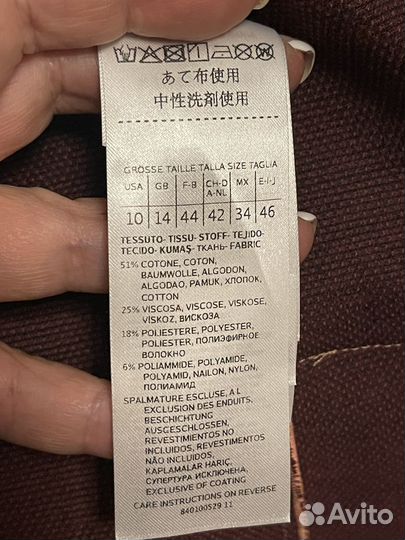 あて布使用
中性洗剤使用
GROSSE TAILLE TALLA SIZE TAGLIA
USA GB F-B CH-D A-NL MX E-I-J
10 14 44 42 34 46
TESSUTO- TISSU- STOFF- TEJIDO-
TECIDO- KUMAŞ- ТКАНЬ- FABRIC
51% COTONE, COTON,
BAUMWOLLE, ALGODON,
ALGODAO, PAMUK, ХЛОПОК,
COTTON
25% VISCOSA, VISCOSE, VISKOSE,
VİSKOZ, ВИСКОЗА
18% POLIESTERE, POLYESTER,
POLIESTER, ПОЛИЭФИРНОЕ
ВОЛОКНО
6% POLIAMMIDE, POLYAMIDE,
POLYAMID, NAILON, NYLON,
ПОЛИАМИД
SPALMATURE ESCLUSE, A L
EXCLUSION DES ENDUITS,
BESCHICHTUNG
AUSGESCHLOSSEN,
REVESTIMIENTOS NO
INCLUIDOS, REVESTIMENTOS
NÃO INCLUIDOS,
KAPLAMALAR HARİÇ,
СУПЕРТУРА ИСКЛЮЧЕНА,
EXCLUSIVE OF COATING
CARE INSTRUCTIONS ON REVERSE
840100529 11
Avito